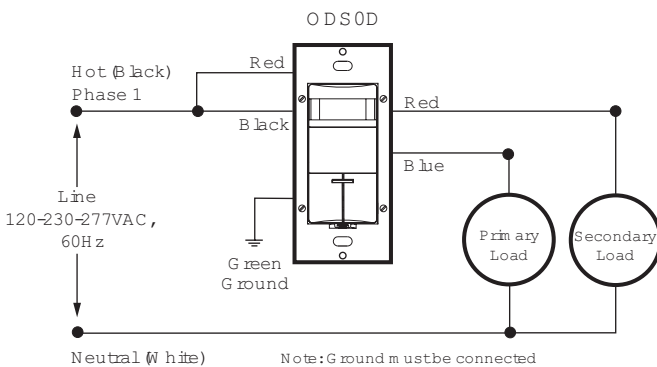 ODS0D
Red
Hot (Black)
Phase 1
Black
Red
Blue
Line
120-230-277VAC,
60Hz
Green
Ground
Primary
Load
Secondary
Load
Neutral (White)
Note: Ground must be connected